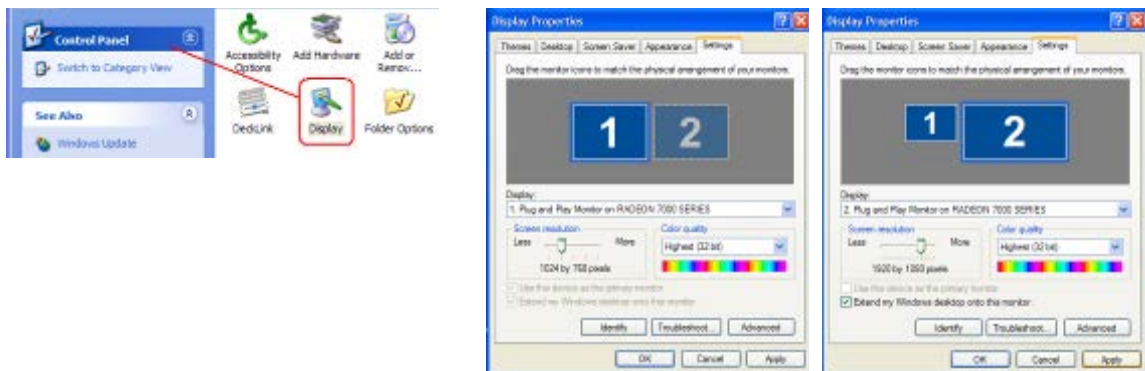 Control Panel
Switch to Category View
See Also
Windows Update
Accessibility Options
Add Hardware
Add or Remov...
DeckLink
Display
Folder Options
Display Properties
Themes Desktop Screen Saver Appearance Settings
Drag the monitor icons to match the physical arrangement of your monitors.
1 2
Display:
1. Plug and Play Monitor on RADEON 7000 SERIES
Screen resolution
Less More
1024 by 768 pixels
Color quality
Highest (32 bit)
Use this device as the primary monitor
Extend my Windows desktop onto this monitor
Identify Troubleshoot... Advanced
OK Cancel Apply
Display Properties
Themes Desktop Screen Saver Appearance Settings
Drag the monitor icons to match the physical arrangement of your monitors.
1 2
Display:
2. Plug and Play Monitor on RADEON 7000 SERIES
Screen resolution
Less More
1920 by 1080 pixels
Color quality
Highest (32 bit)
Use this device as the primary monitor
Extend my Windows desktop onto this monitor
Identify Troubleshoot... Advanced
OK Cancel Apply